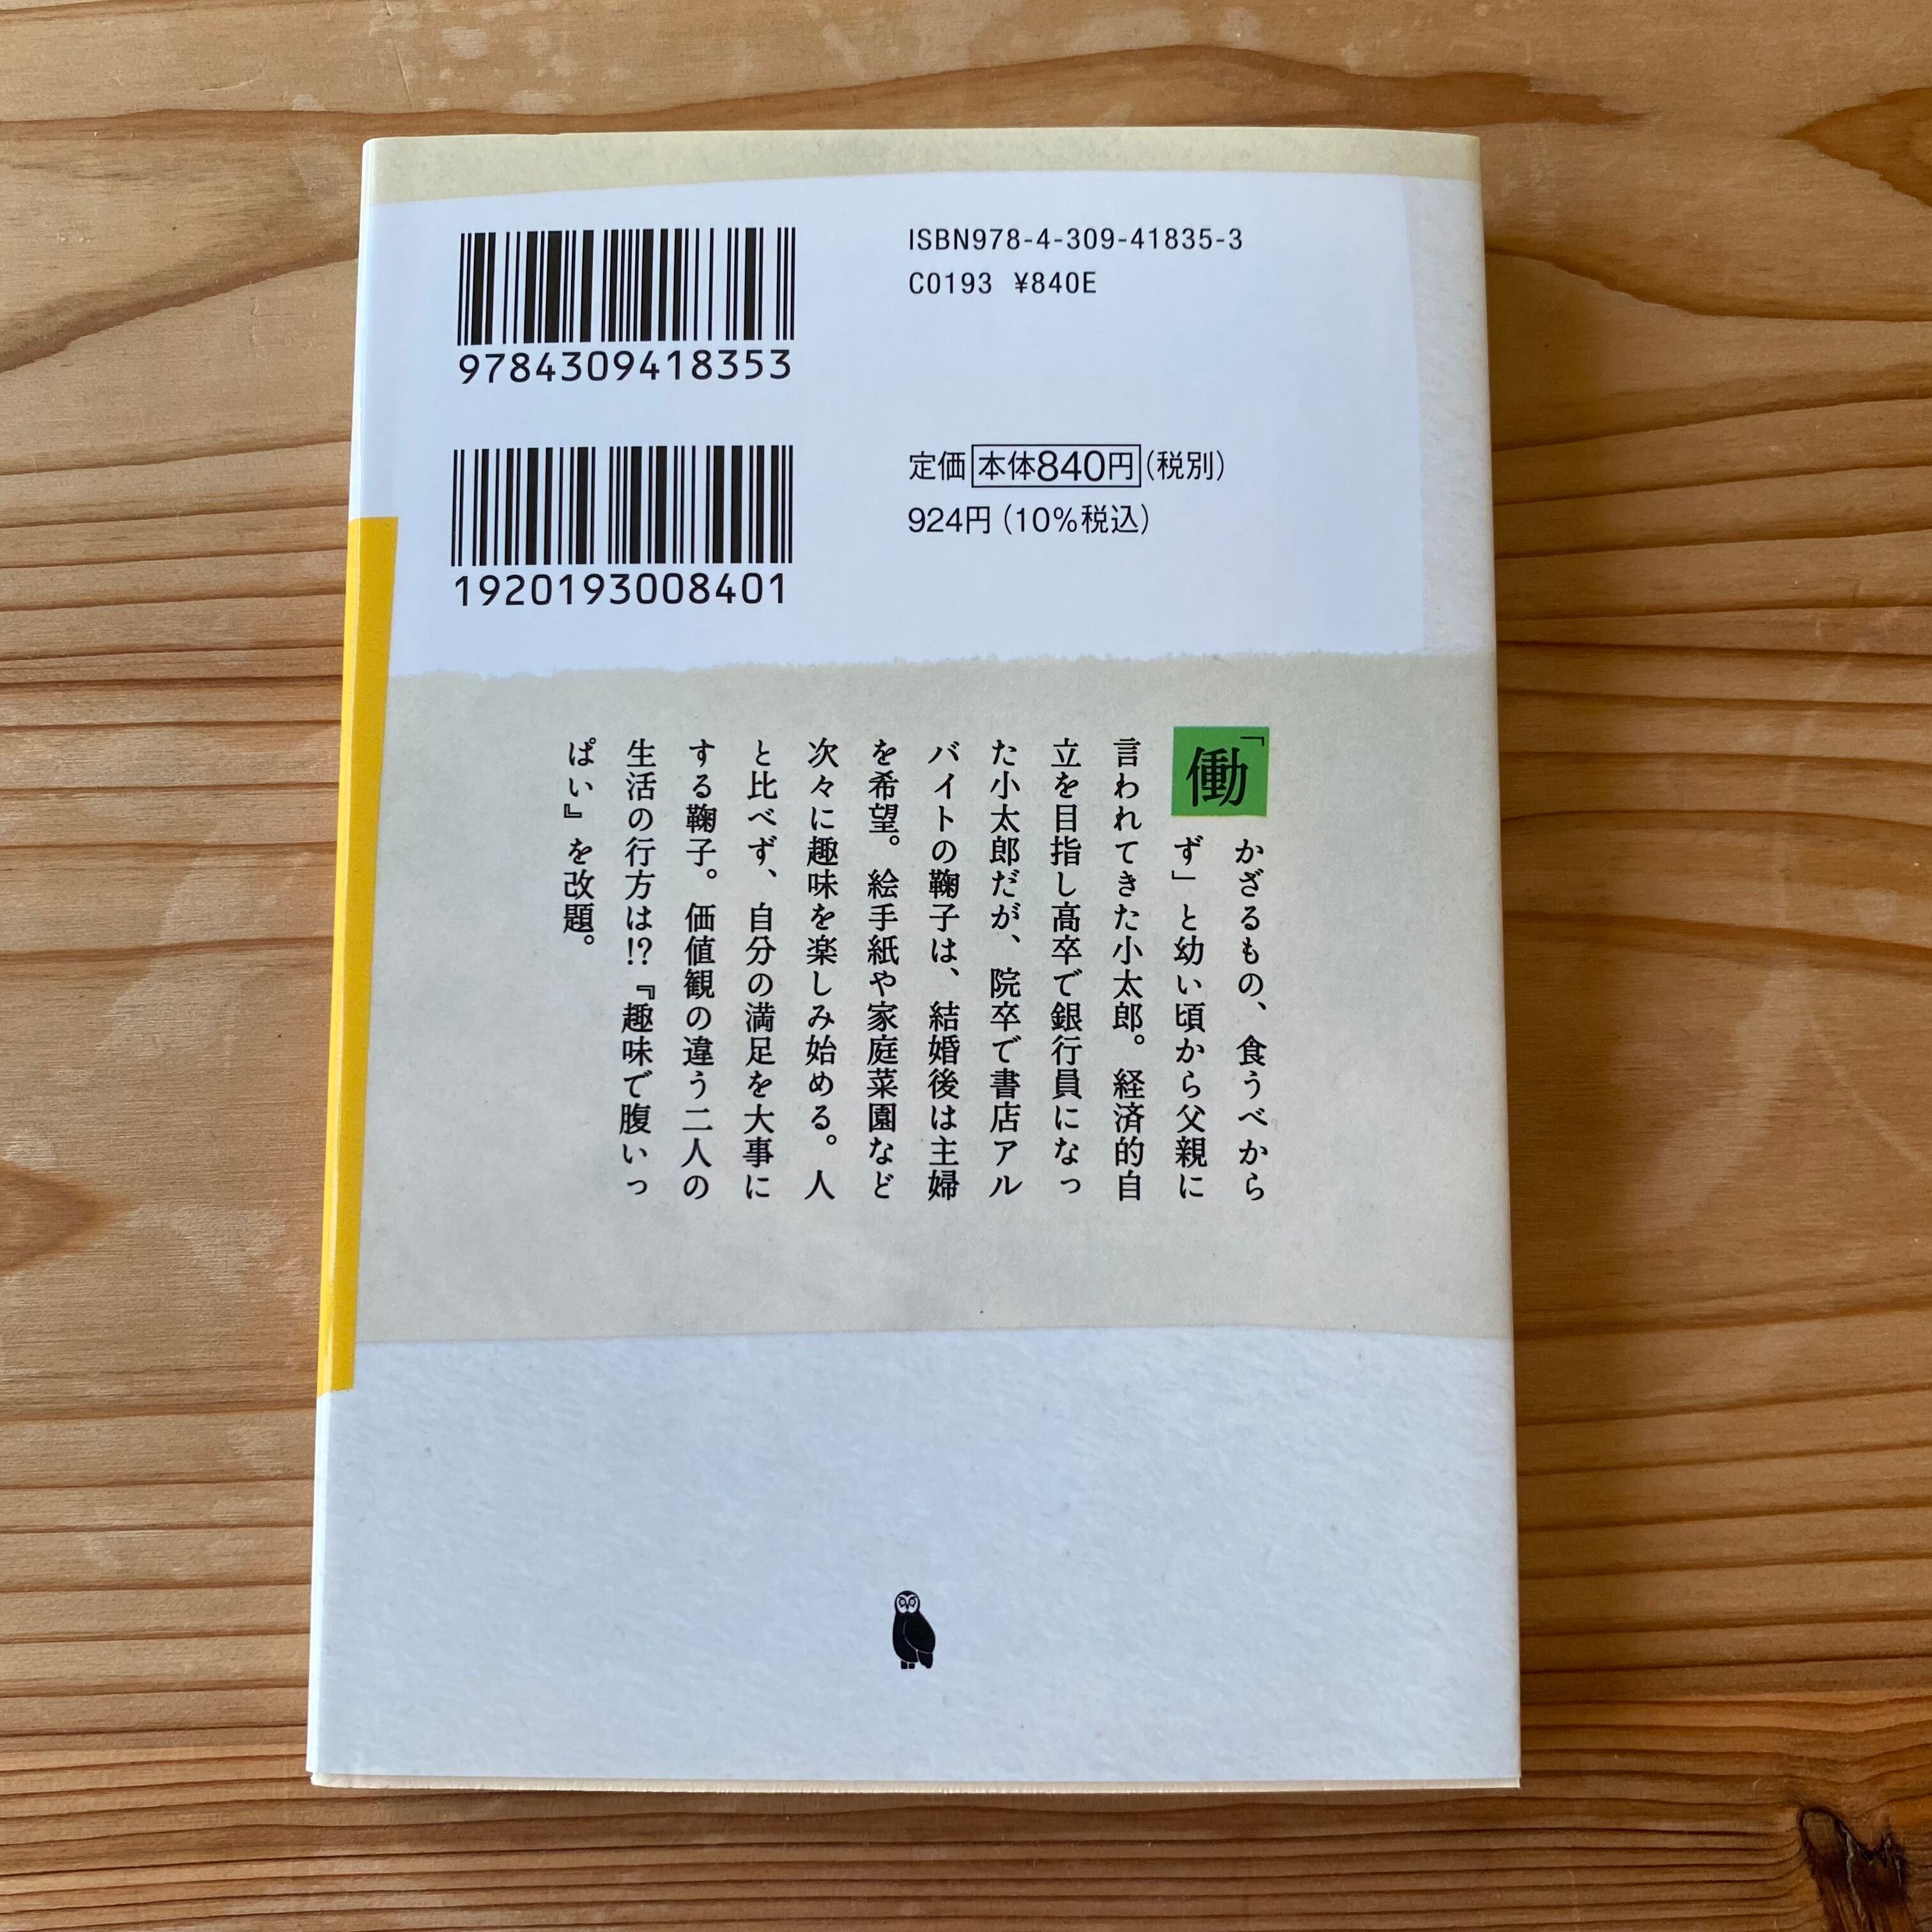 ISBN978-4-309-41835-3
C0193 ¥840E
9784309418353
定価 本体840円(税別)
924円(10%税込)
1920193008401
「働かざるもの、食うべから
ず」と幼い頃から父親に
言われてきた小太郎。経済的自
立を目指し高卒で銀行員になっ
た小太郎だが、院卒で書店アル
バイトの鞠子は、結婚後は主婦
を希望。絵手紙や家庭菜園など
次々に趣味を楽しみ始める。人
と比べず、自分の満足を大事に
する鞠子。価値観の違う二人の
生活の行方は!?『趣味で腹いっ
ぱい』を改題。